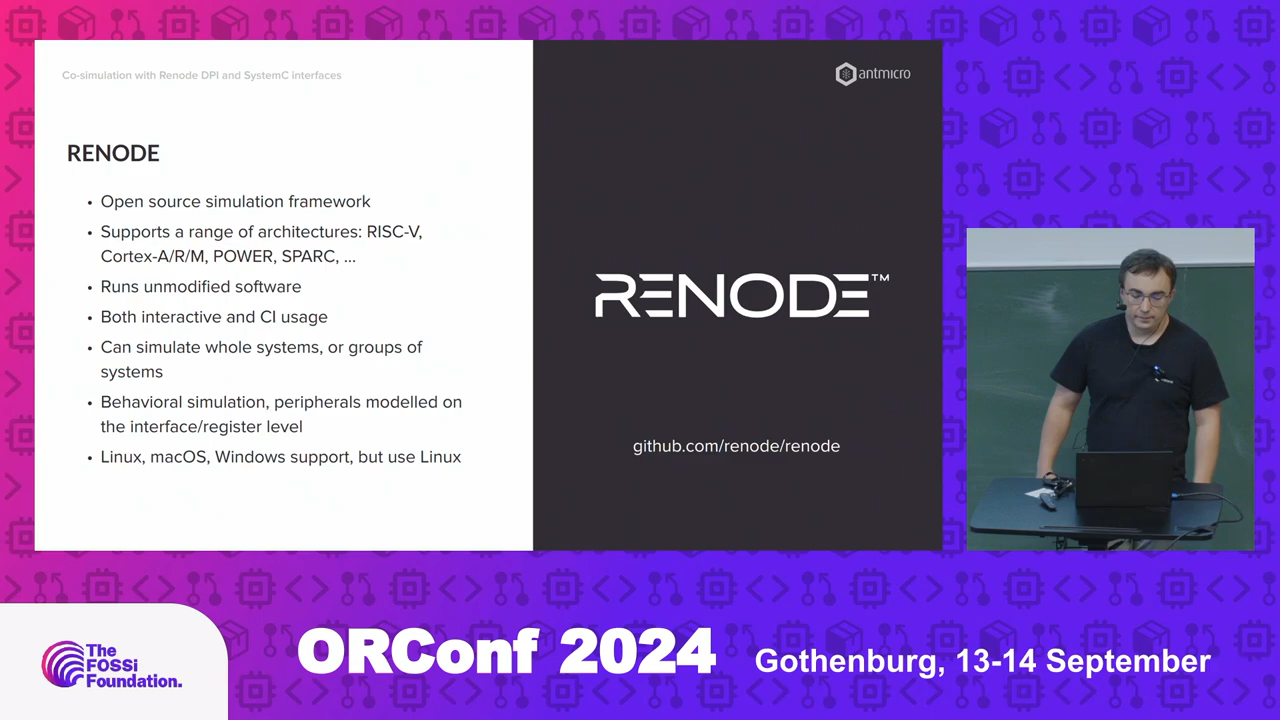 Co-simulation with Renode DPI and SystemC interfaces
antmicro
RENODE
• Open source simulation framework
• Supports a range of architectures: RISC-V,
Cortex-A/R/M, POWER, SPARC, ...
• Runs unmodified software
• Both interactive and CI usage
• Can simulate whole systems, or groups of
systems
• Behavioral simulation, peripherals modelled on
the interface/register level
• Linux, macOS, Windows support, but use Linux
RENODE™
github.com/renode/renode
The
FOSSi
Foundation.
ORConf 2024
Gothenburg, 13-14 September